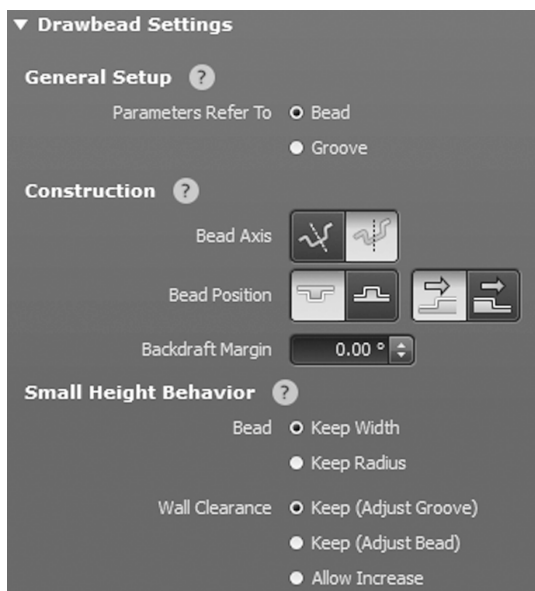 Drawbead Settings
General Setup ?
Parameters Refer To Bead
Groove
Construction ?
Bead Axis
Bead Position
Backdraft Margin 0.00 °
Small Height Behavior ?
Bead Keep Width
Keep Radius
Wall Clearance Keep (Adjust Groove)
Keep (Adjust Bead)
Allow Increase